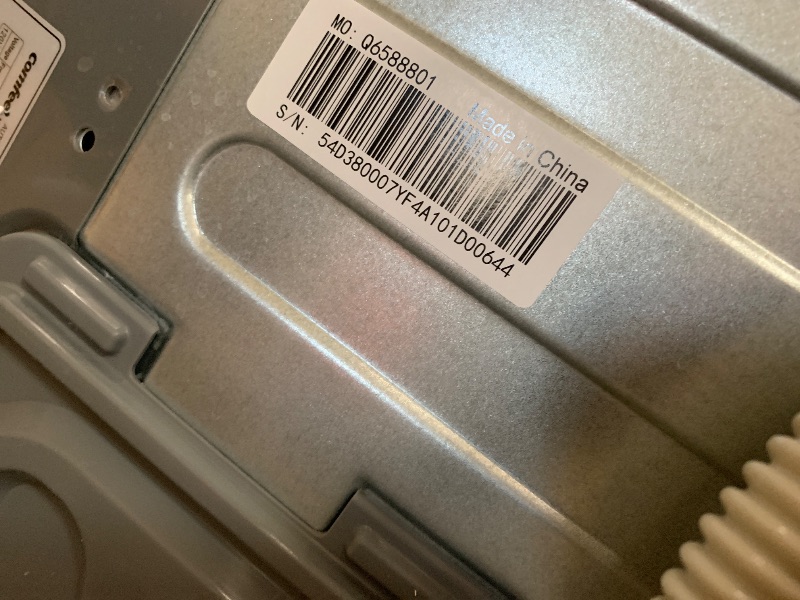 MO: Q6588801
Made in China
S/N: 54D380007YF4A101D00644
comfee